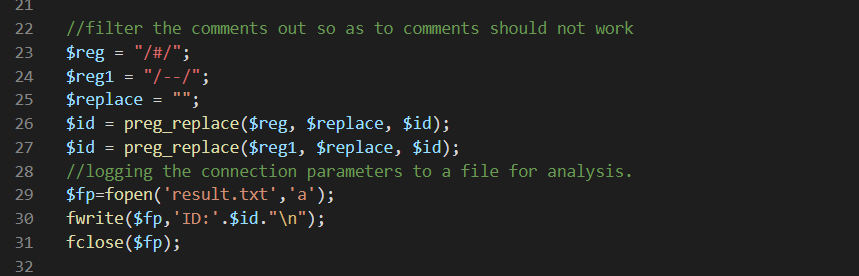 21
22 //filter the comments out so as to comments should not work
23 $reg = "/#/";
24 $reg1 = "/--/";
25 $replace = "";
26 $id = preg_replace($reg, $replace, $id);
27 $id = preg_replace($reg1, $replace, $id);
28 //logging the connection parameters to a file for analysis.
29 $fp=fopen('result.txt','a');
30 fwrite($fp,'ID:'.$id."\n");
31 fclose($fp);
32